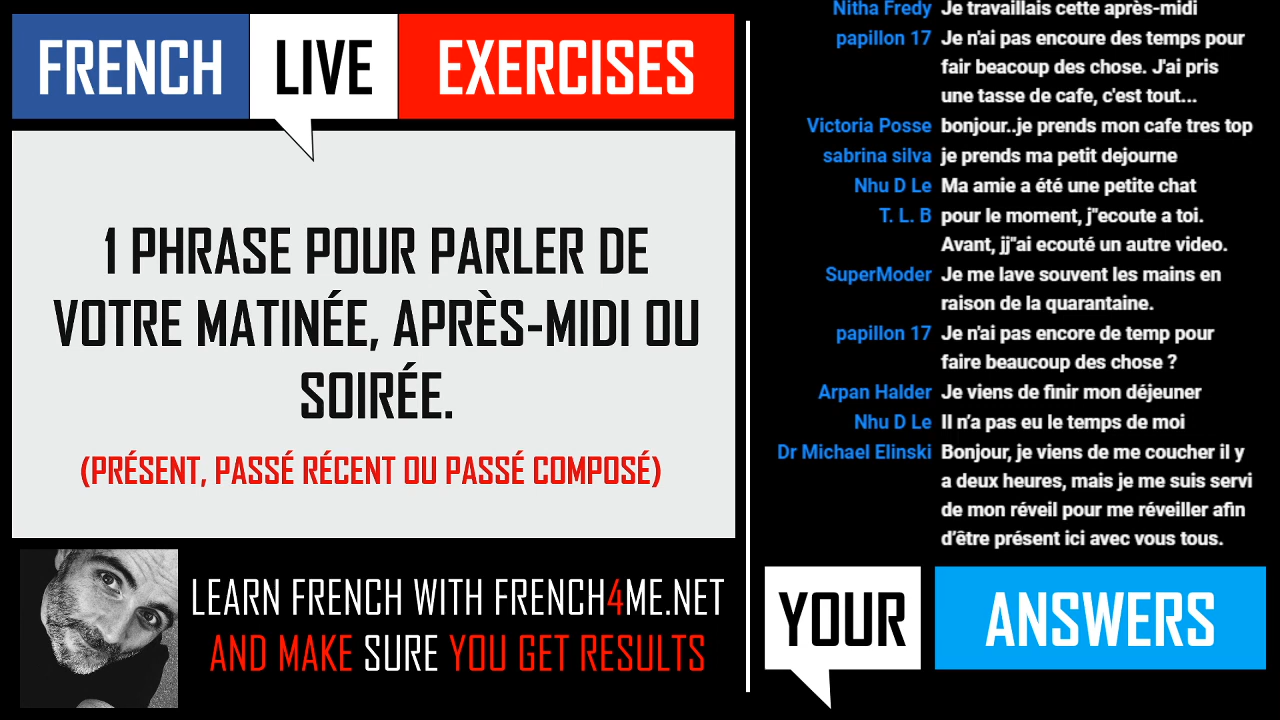 FRENCH LIVE EXERCISES
1 PHRASE POUR PARLER DE
VOTRE MATINÉE, APRÈS-MIDI OU
SOIRÉE.
(PRÉSENT, PASSÉ RÉCENT OU PASSÉ COMPOSÉ)
LEARN FRENCH WITH FRENCH4ME.NET
AND MAKE SURE YOU GET RESULTS
Nitha Fredy Je travaillais cette après-midi
papillon 17 Je n'ai pas encoure des temps pour
fair beacoup des chose. J'ai pris
une tasse de cafe, c'est tout...
Victoria Posse bonjour..je prends mon cafe tres top
sabrina silva je prends ma petit dejourne
Nhu D Le Ma amie a été une petite chat
T. L. B pour le moment, j"ecoute a toi.
Avant, jj"ai ecouté un autre video.
SuperModer Je me lave souvent les mains en
raison de la quarantaine.
papillon 17 Je n'ai pas encore de temp pour
faire beaucoup des chose ?
Arpan Halder Je viens de finir mon déjeuner
Nhu D Le Il n’a pas eu le temps de moi
Dr Michael Elinski Bonjour, je viens de me coucher il y
a deux heures, mais je me suis servi
de mon réveil pour me réveiller afin
d’être présent ici avec vous tous.
YOUR ANSWERS